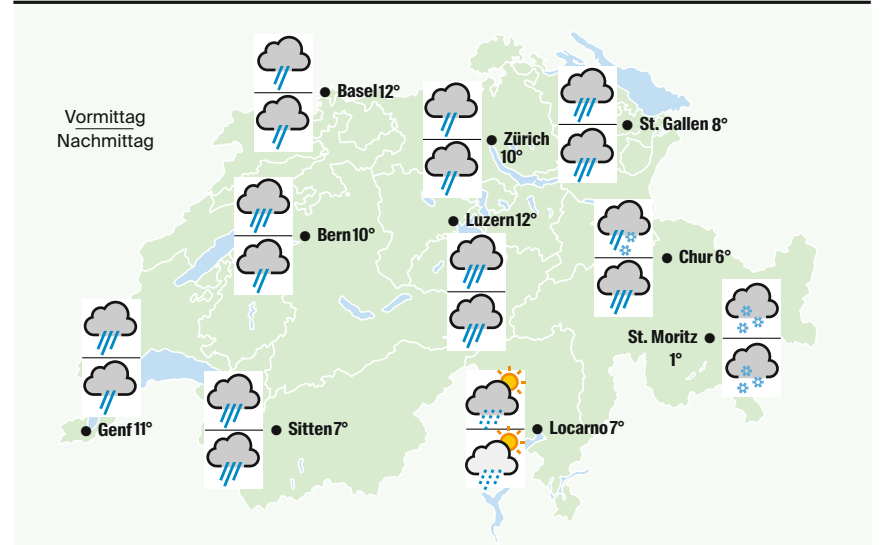 Vormittag
Nachmittag
Basel 12°
Zürich
10°
St. Gallen 8°
Bern 10°
Luzern 12°
Chur 6°
St. Moritz
1°
Genf 11°
Sitten 7°
Locarno 7°